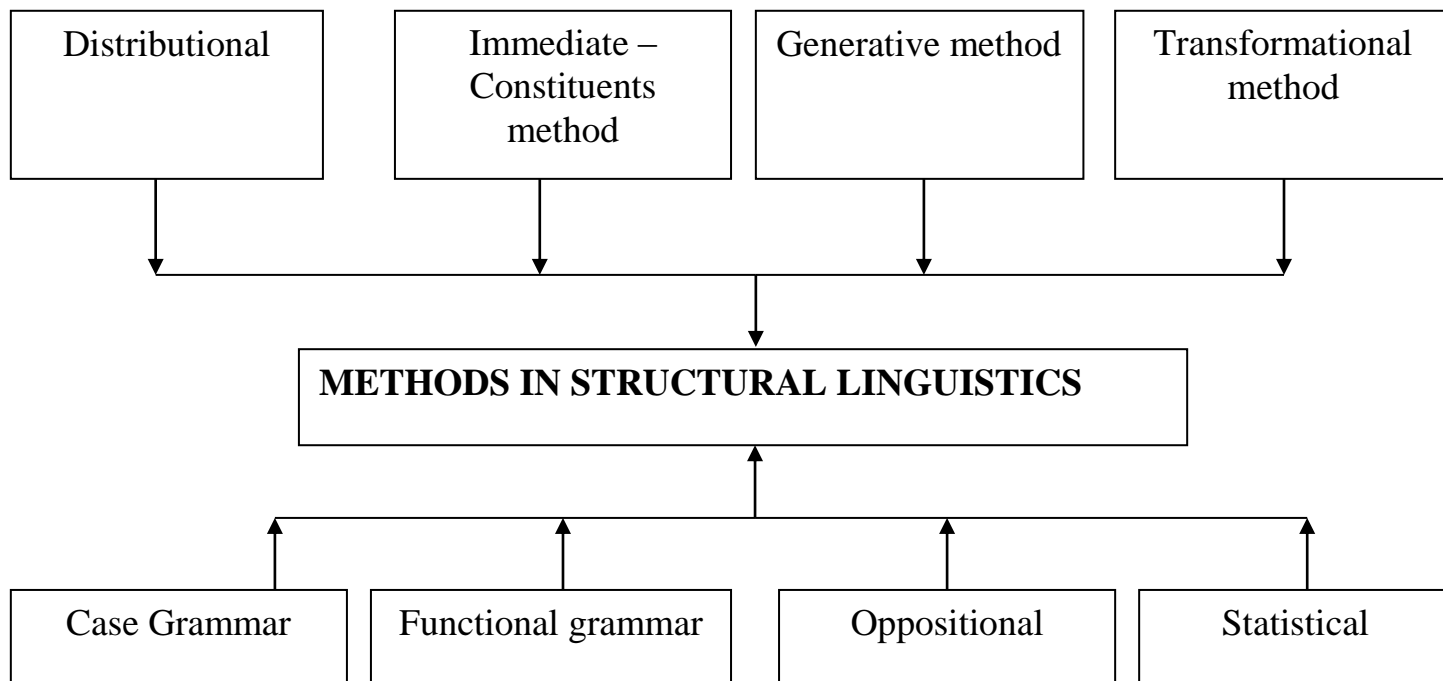 Distributional
Immediate –
Constituents
method
Generative method
Transformational
method
METHODS IN STRUCTURAL LINGUISTICS
Case Grammar
Functional grammar
Oppositional
Statistical